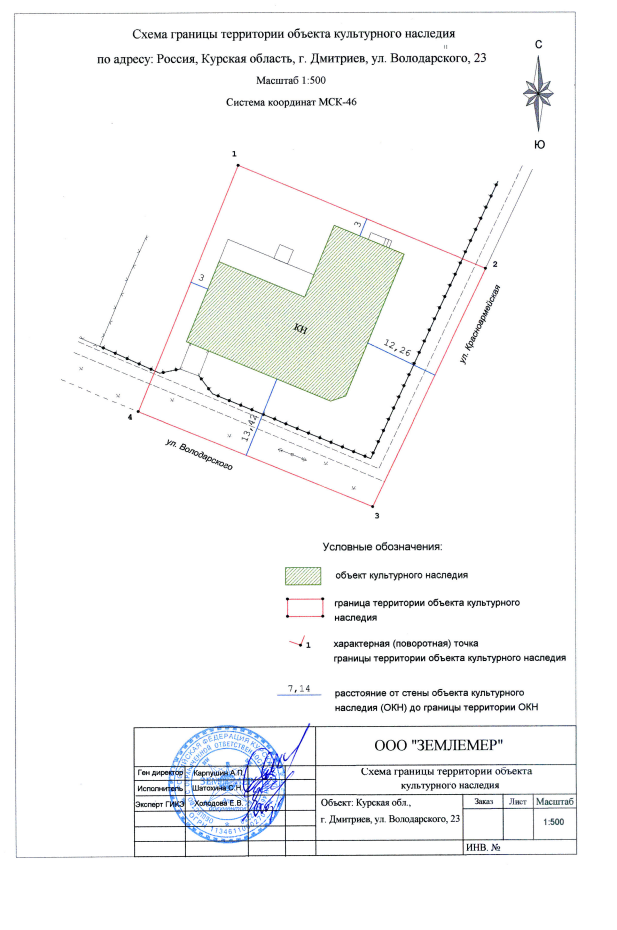 Схема границы территории объекта культурного наследия
по адресу: Россия, Курская область, г. Дмитриев, ул. Володарского, 23
Масштаб 1:500
Система координат МСК-46
С
Ю
1
2
3
3
КН
12,26
13,42
4
3
ул. Красноармейская
ул. Володарского
Условные обозначения:
объект культурного наследия
граница территории объекта культурного
наследия
1
характерная (поворотная) точка
границы территории объекта культурного наследия
7,14
расстояние от стены объекта культурного
наследия (ОКН) до границы территории ОКН
ООО "ЗЕМЛЕМЕР"
Ген директор Карпушин А.П.
Исполнитель Шатохина С.Н.
Эксперт ГИКЭ Холодова Е.В.
Схема границы территории объекта
культурного наследия
Объект: Курская обл.,
г. Дмитриев, ул. Володарского, 23
Заказ Лист Масштаб
1:500
ИНВ. №